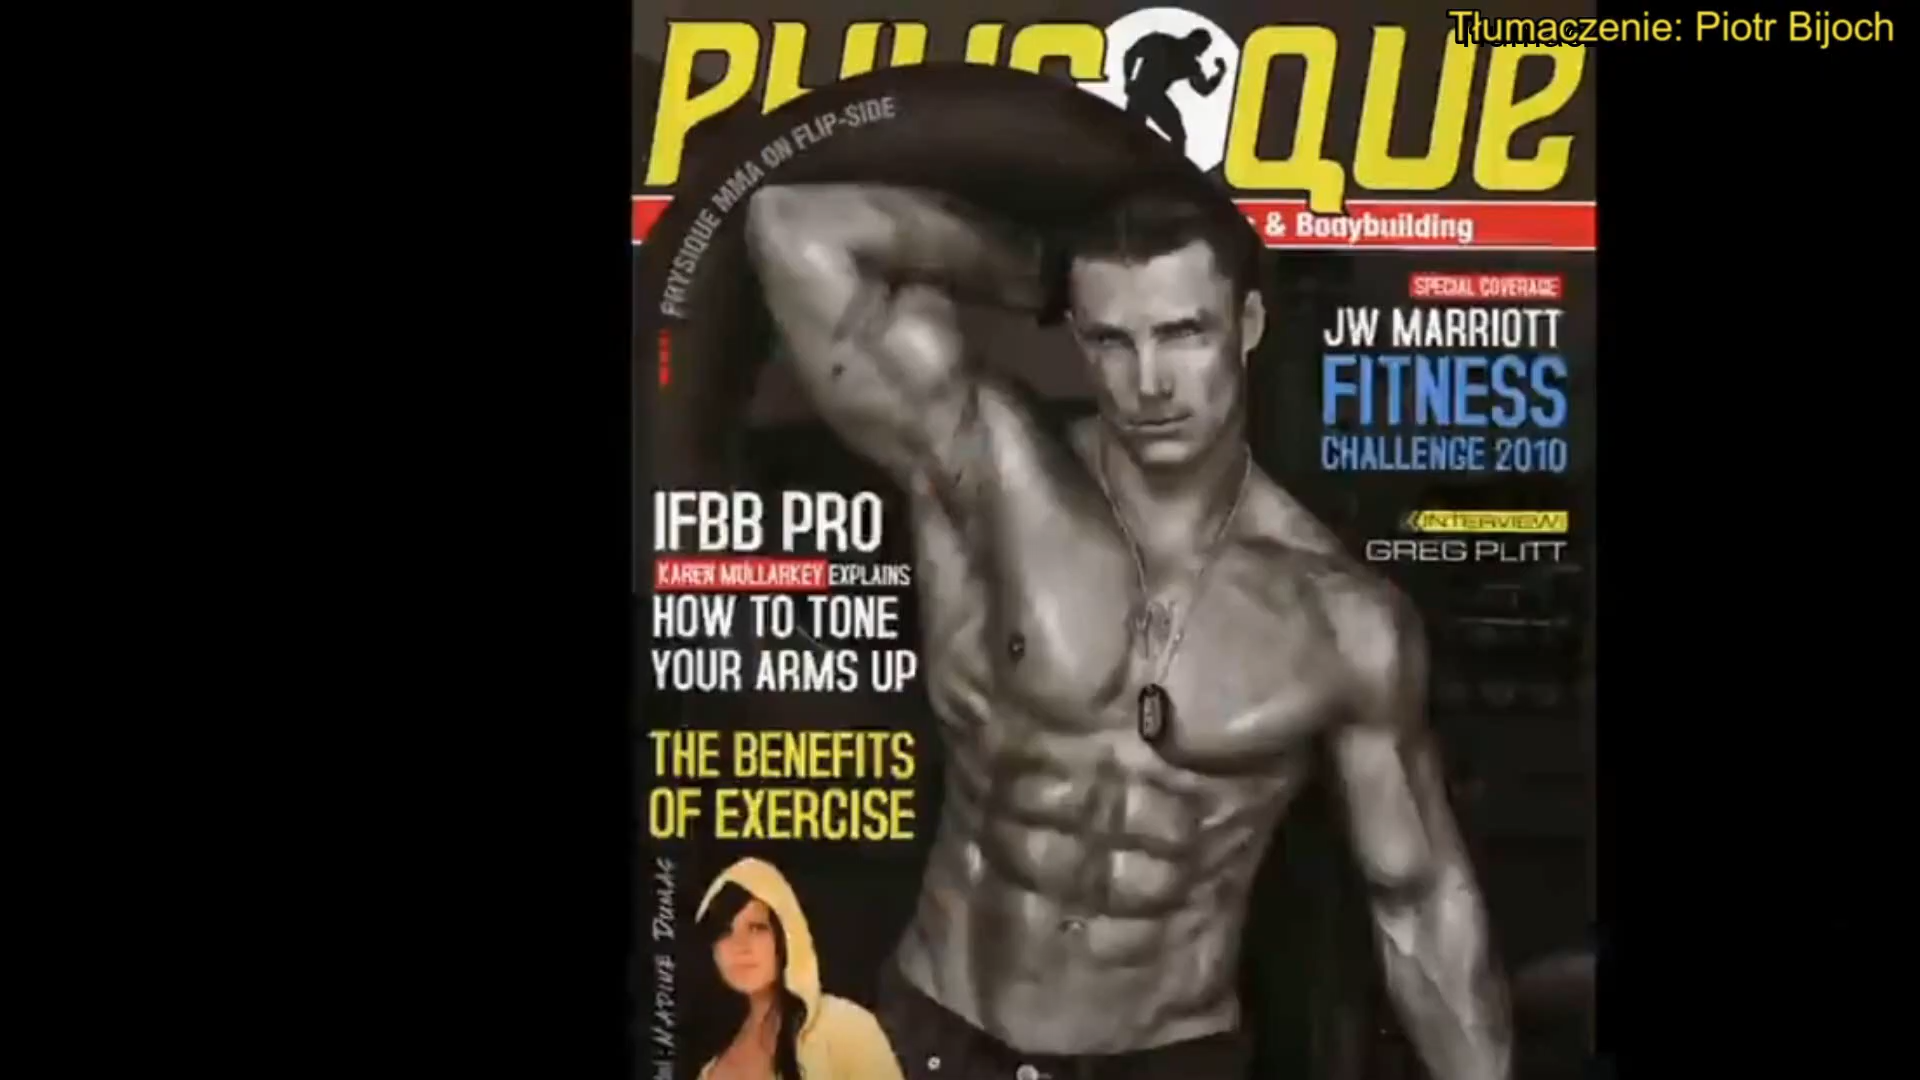 Tłumaczenie: Piotr Bijoch
PHYSIQUE
& Bodybuilding
PHYSIQUE MMA ON FLIP-SIDE
SPECIAL COVERAGE
JW MARRIOTT
FITNESS
CHALLENGE 2010
INTERVIEW
GREG PLITT
IFBB PRO
KAREN MULLARKEY EXPLAINS
HOW TO TONE
YOUR ARMS UP
THE BENEFITS
OF EXERCISE
NADINE DUMAS